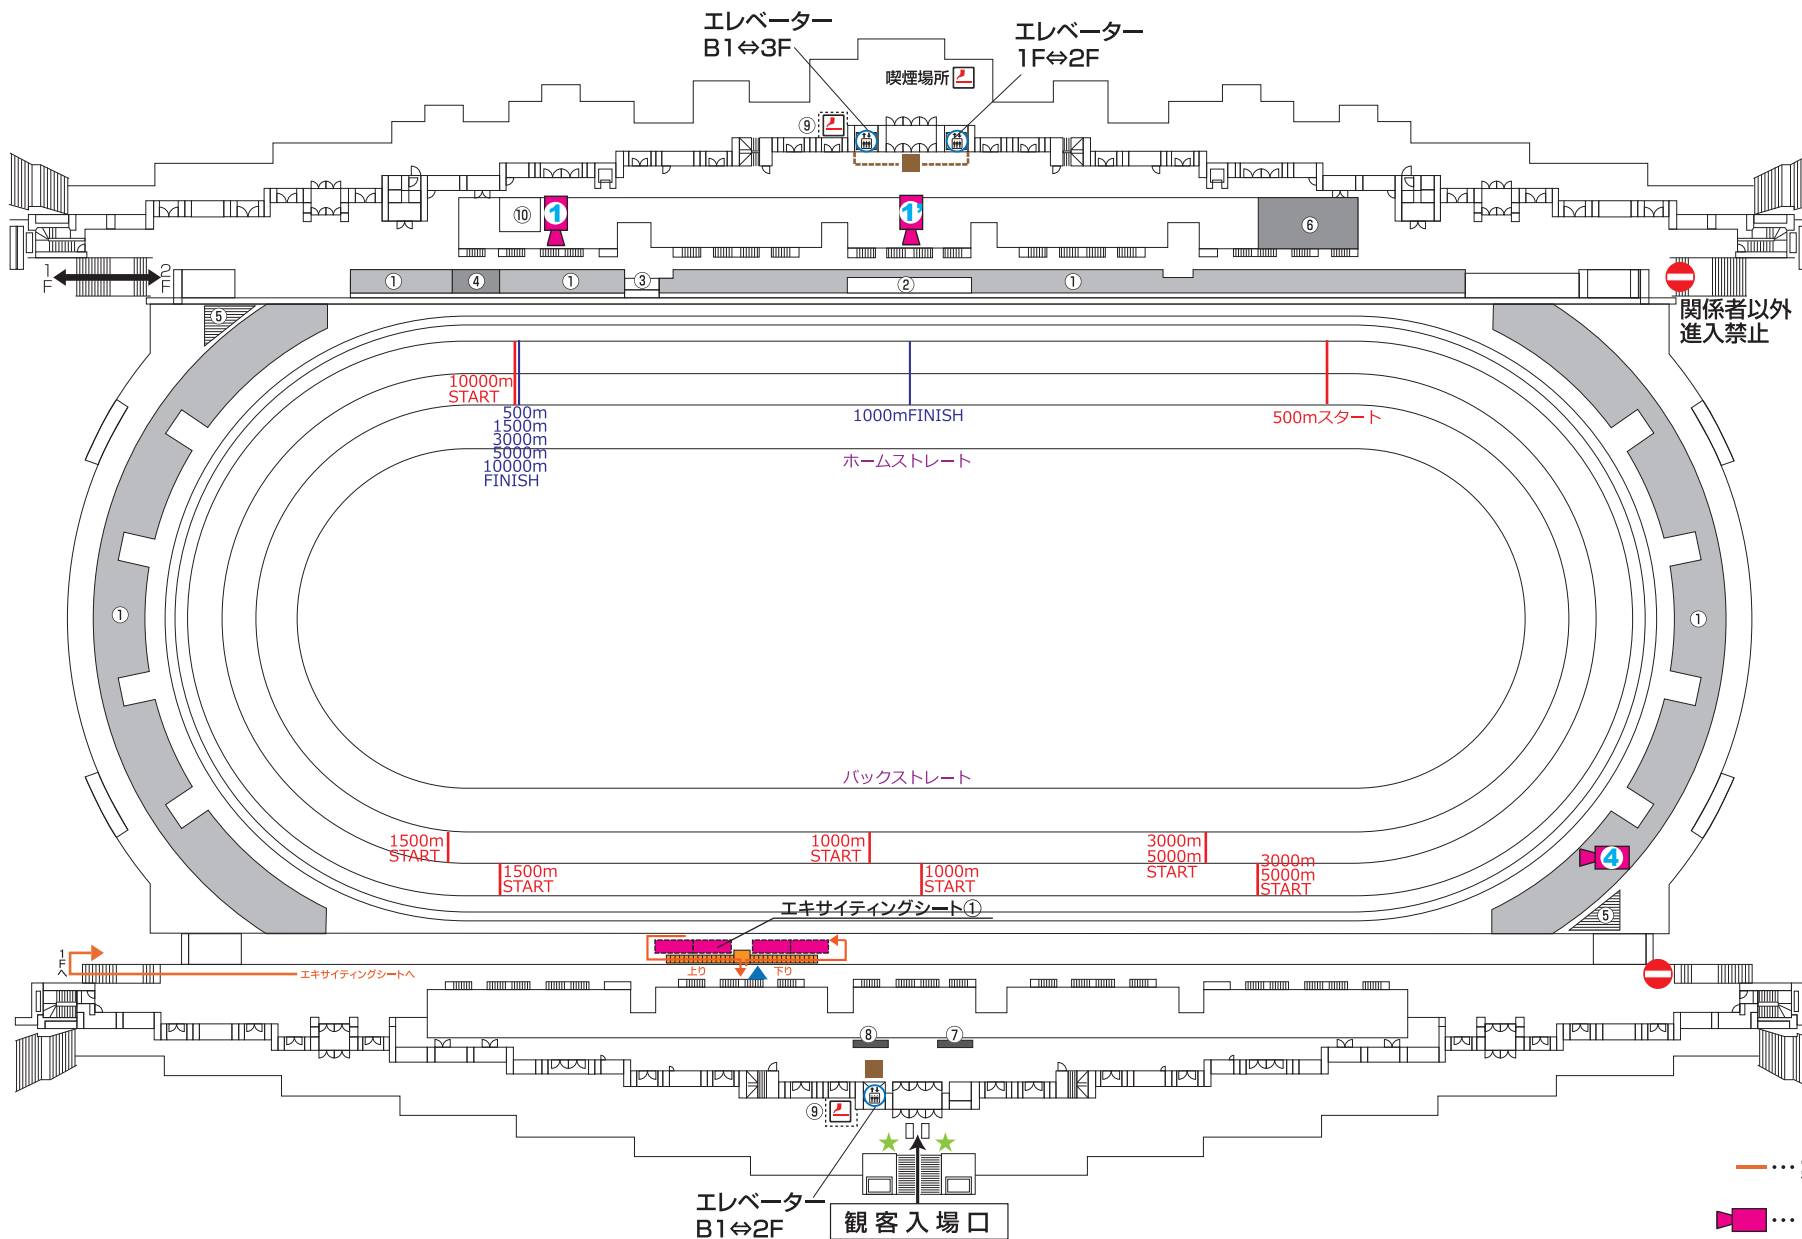 エレベーター
B1⇔3F
エレベーター
1F⇔2F
喫煙場所
⑨
⑩
1
1'
⑥
1F
2F
①
④
①
③
②
①
関係者以外
進入禁止
⑤
10000m
START
500m
1500m
3000m
5000m
10000m
FINISH
1000mFINISH
500mスタート
ホームストレート
①
①
バックストレート
1500m
START
1000m
START
3000m
5000m
START
1500m
START
1000m
START
3000m
5000m
START
4
⑤
エキサイティングシート①
1Fへ
エキサイティングシートへ
上り
下り
⑧
⑦
⑨
エレベーター
B1⇔2F
観客入場口
…
…